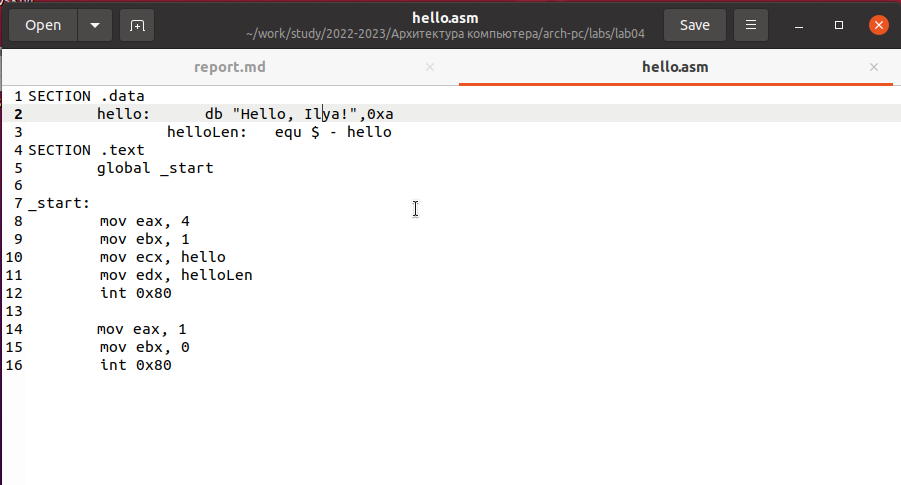 Open
hello.asm
~/work/study/2022-2023/Архитектура компьютера/arch-pc/labs/lab04
Save
report.md
hello.asm
1 SECTION .data
2 hello: db "Hello, Ilya!",0xa
3 helloLen: equ $ - hello
4 SECTION .text
5 global _start
6
7 _start:
8 mov eax, 4
9 mov ebx, 1
10 mov ecx, hello
11 mov edx, helloLen
12 int 0x80
13
14 mov eax, 1
15 mov ebx, 0
16 int 0x80